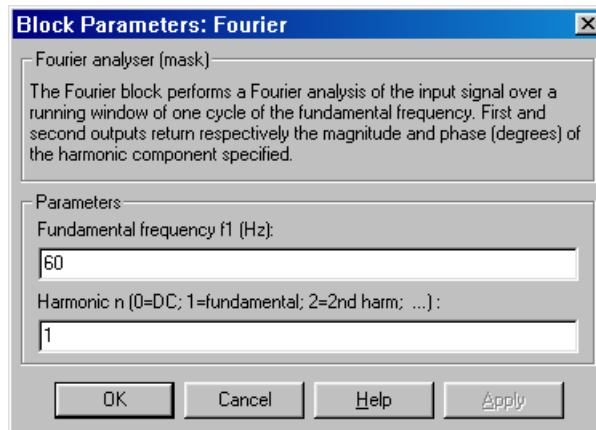 Block Parameters: Fourier
Fourier analyser (mask)
The Fourier block performs a Fourier analysis of the input signal over a
running window of one cycle of the fundamental frequency. First and
second outputs return respectively the magnitude and phase (degrees) of
the harmonic component specified.
Parameters
Fundamental frequency f1 (Hz):
60
Harmonic n (0=DC; 1=fundamental; 2=2nd harm; ...) :
1
OK Cancel Help Apply